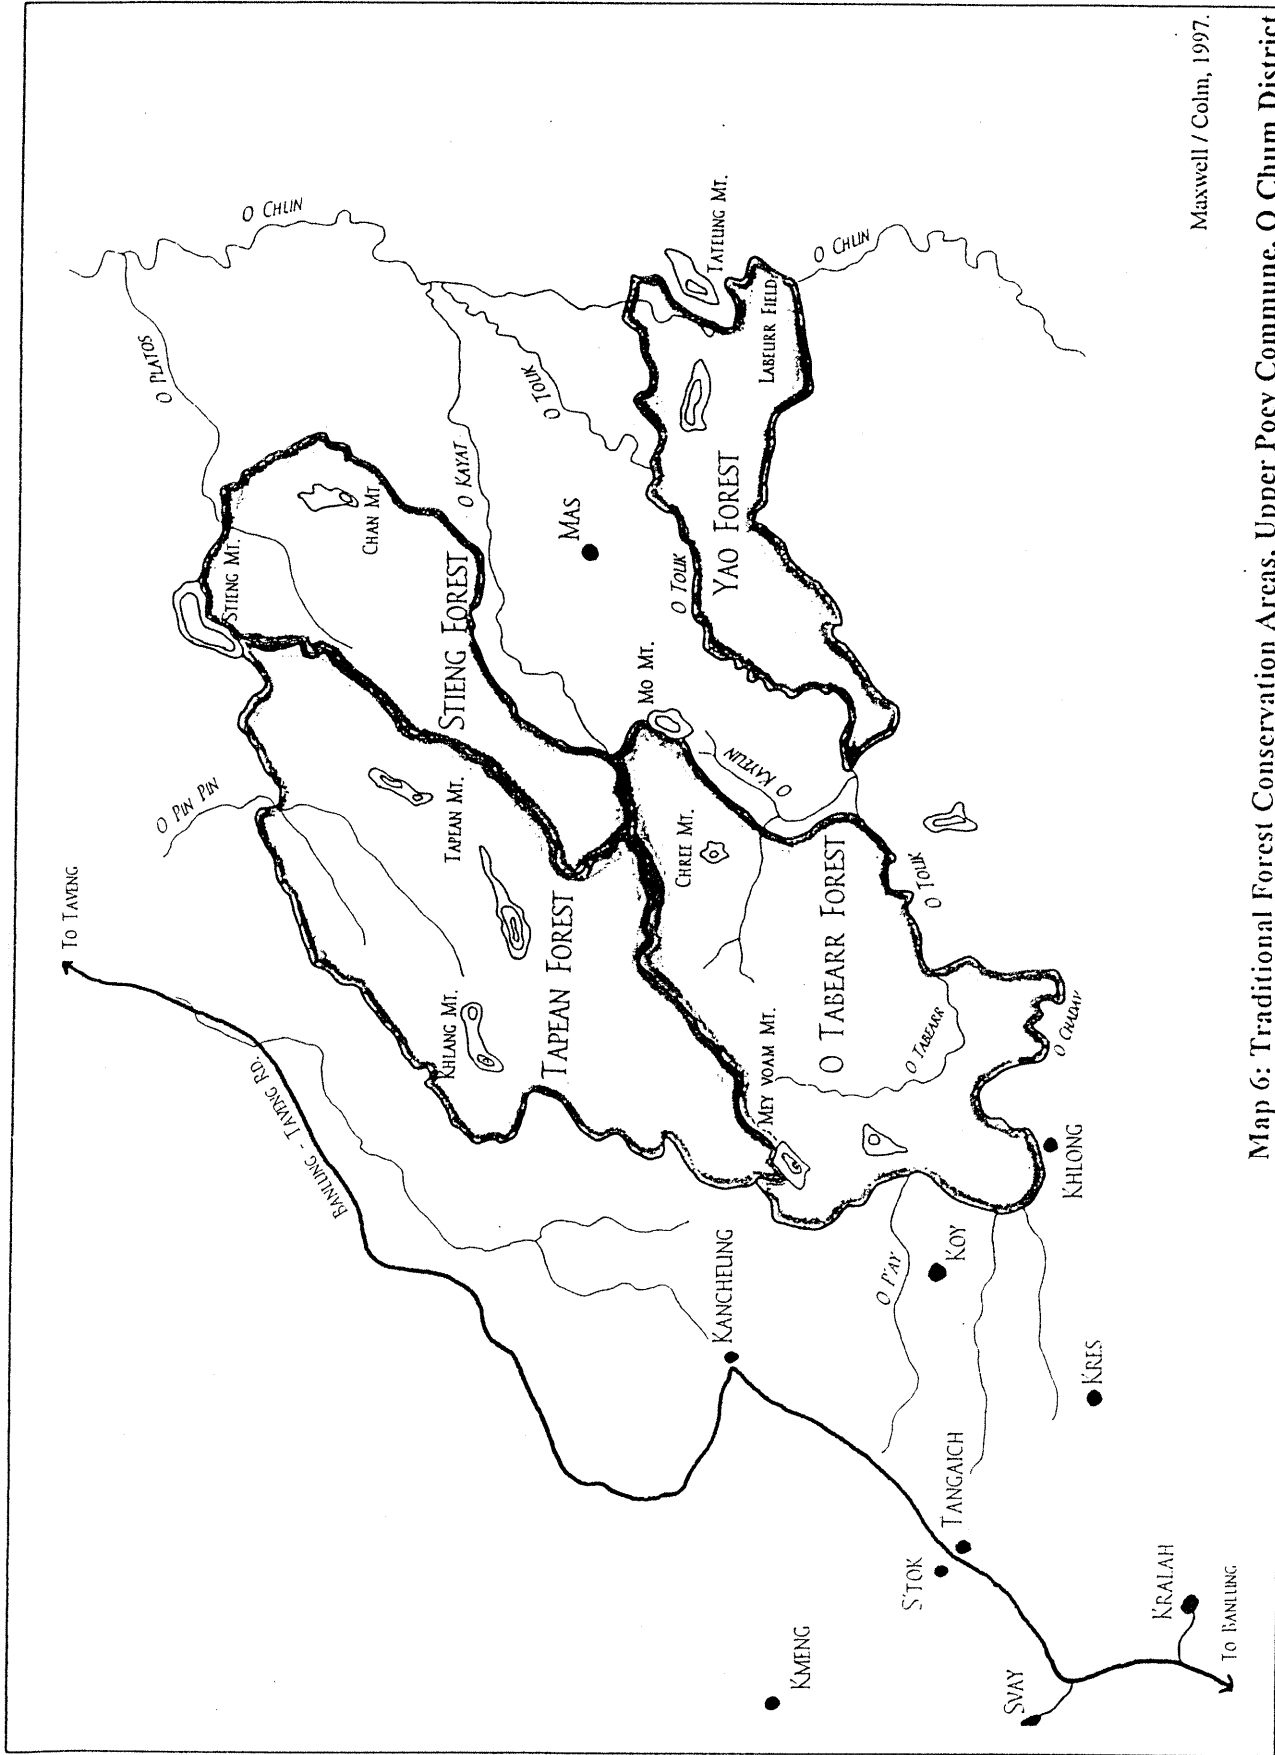 To Taveng
O Pin Pin
O Platos
O Chlin
Banlung - Taveng Rd.
Stieng Mt.
Chan Mt.
Khlang Mt.
Tapean Mt.
Stieng Forest
O Kayat
O Touk
Tapean Forest
Mas
Kancheung
Mey Voam Mt.
Chree Mt.
Mo Mt.
O Touk
Yao Forest
Tateung Mt.
Labeurr Field
O Kayeun
O Chlin
Kmeng
O P'ay
O Tabearr Forest
O Tabearr
O Touk
S'tok
Tangaich
Koy
Svay
Kres
Khlong
O Chalay
Kralah
To Banlung
Maxwell / Colm, 1997.
Map 6: Traditional Forest Conservation Areas, Upper Poey Commune, O Chum District